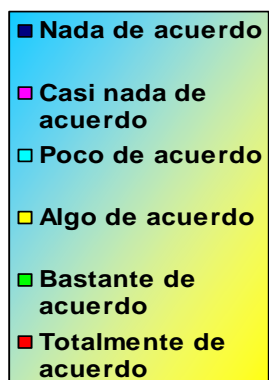 Nada de acuerdo
Casi nada de
acuerdo
Poco de acuerdo
Algo de acuerdo
Bastante de
acuerdo
Totalmente de
acuerdo